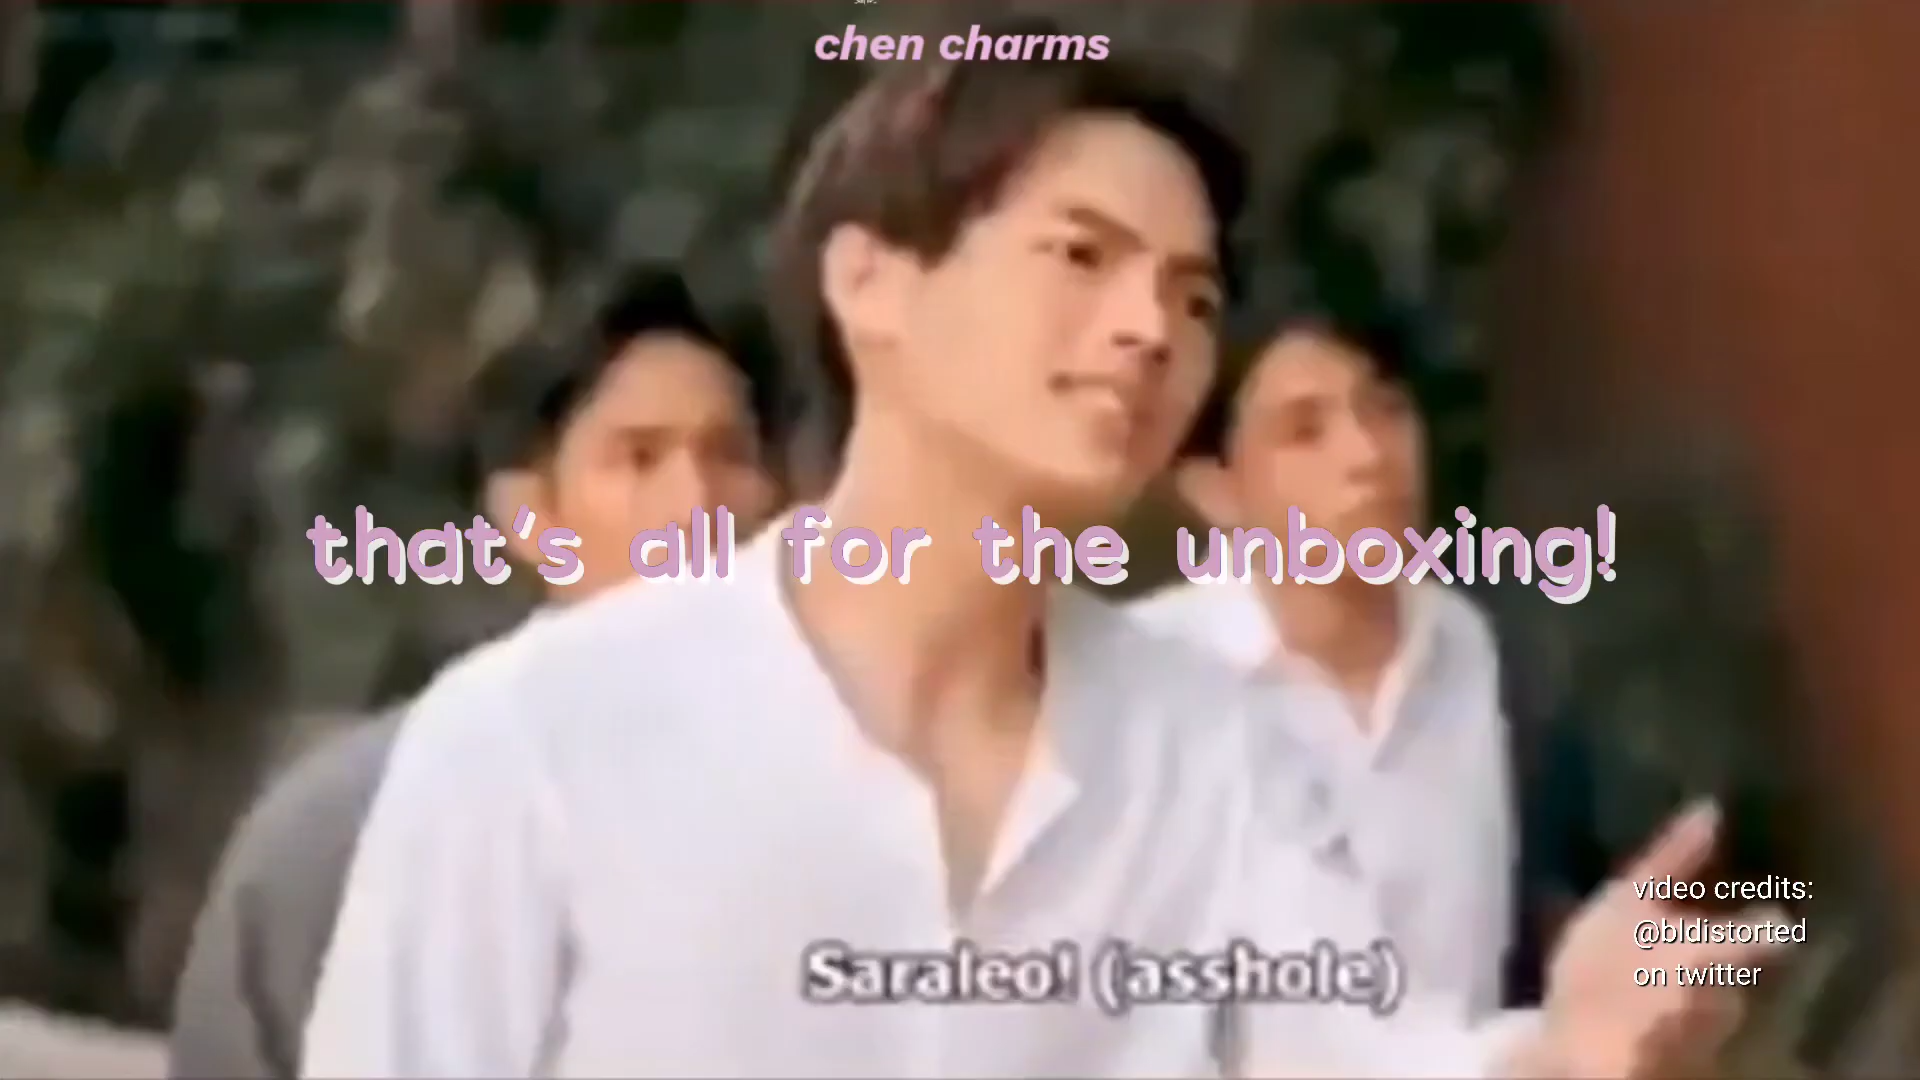 chen charms
that's all for the unboxing!
video credits:
@bldistorted
on twitter
Saraleo! (asshole)